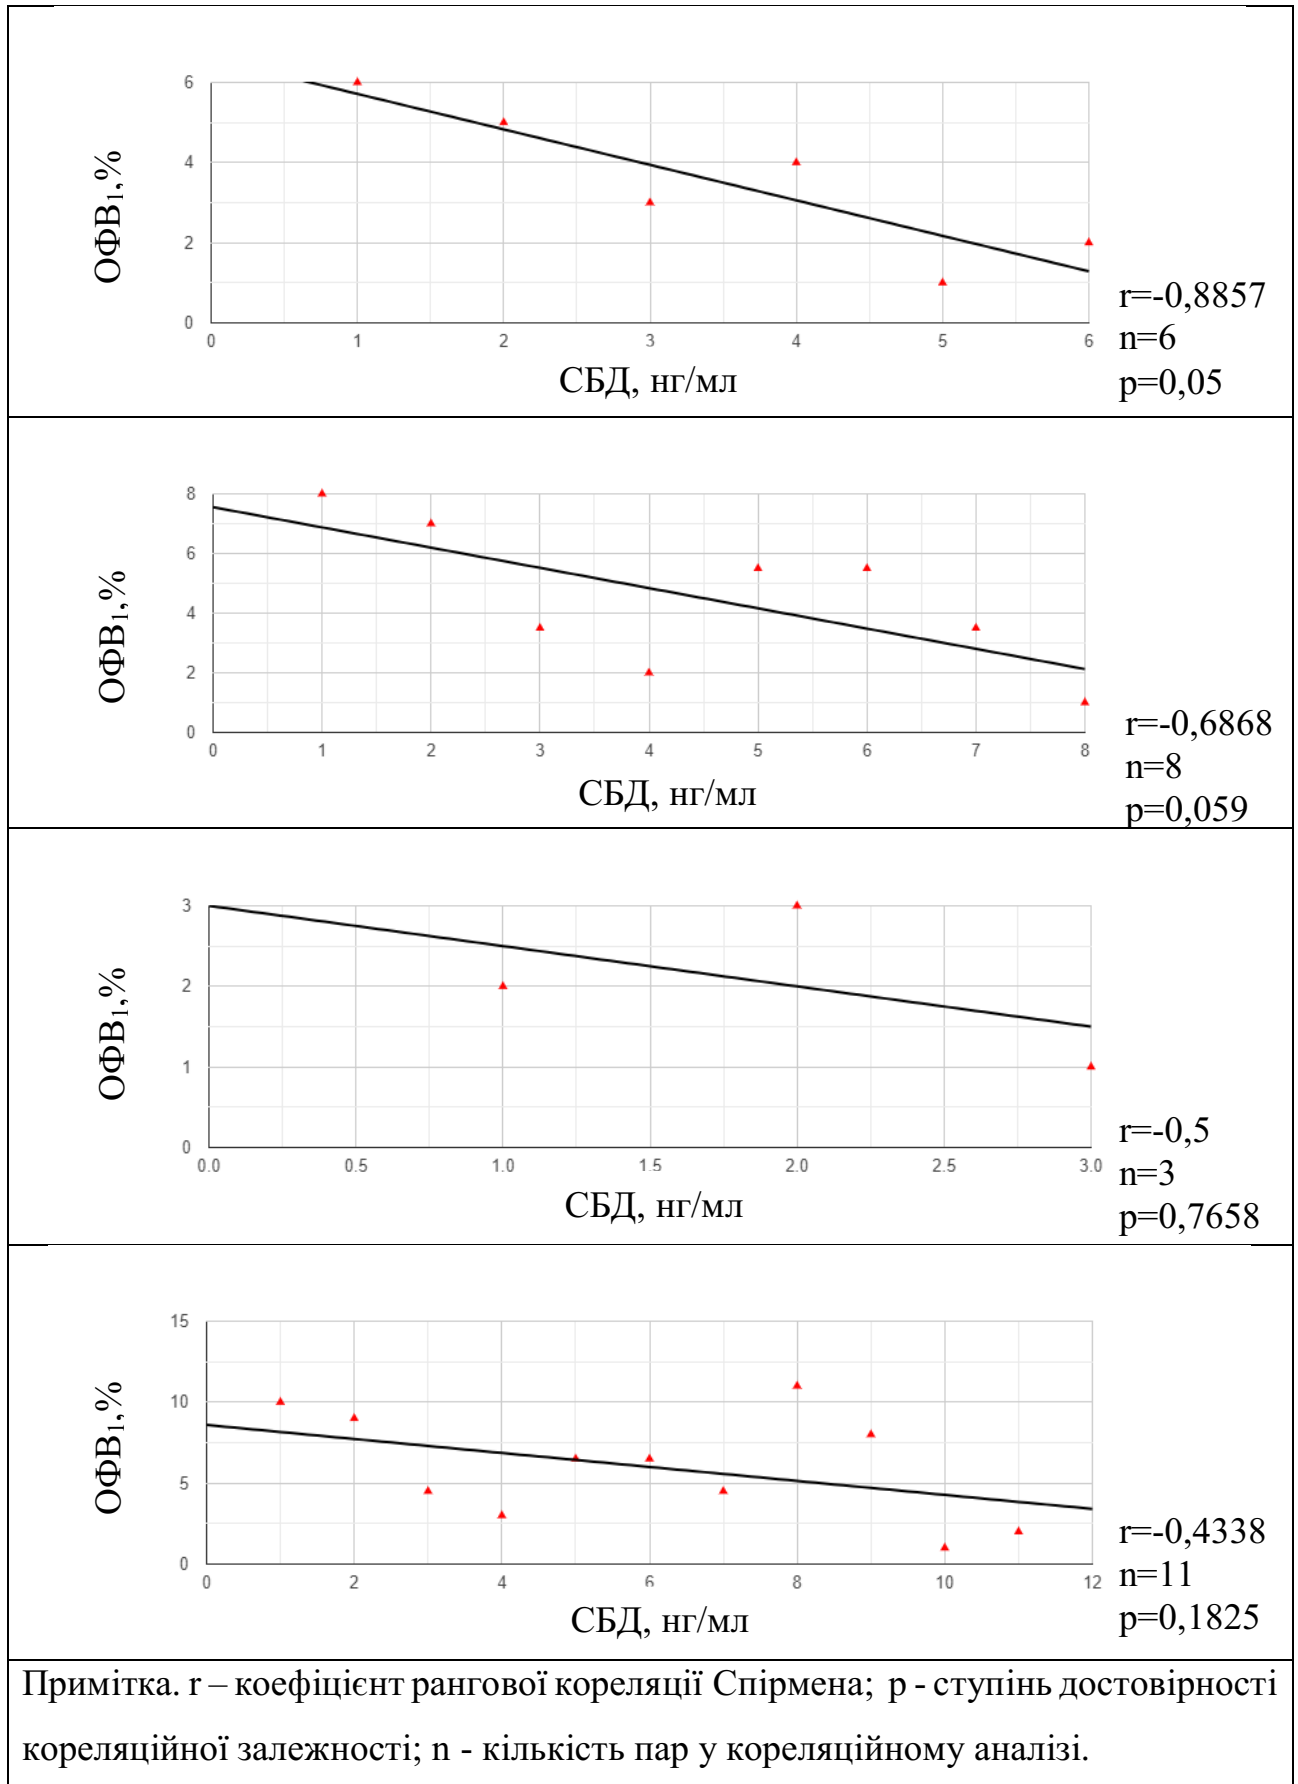 6
4
2
0
0 1 2 3 4 5 6
ОФВ1,%
СБД, нг/мл
r=-0,8857
n=6
p=0,05
8
6
4
2
0
0 1 2 3 4 5 6 7 8
ОФВ1,%
СБД, нг/мл
r=-0,6868
n=8
p=0,059
3
2
1
0
0.0 0.5 1.0 1.5 2.0 2.5 3.0
ОФВ1,%
СБД, нг/мл
r=-0,5
n=3
p=0,7658
15
10
5
0
0 2 4 6 8 10 12
ОФВ1,%
СБД, нг/мл
r=-0,4338
n=11
p=0,1825
Примітка. r – коефіцієнт рангової кореляції Спірмена; p - ступінь достовірності
кореляційної залежності; n - кількість пар у кореляційному аналізі.